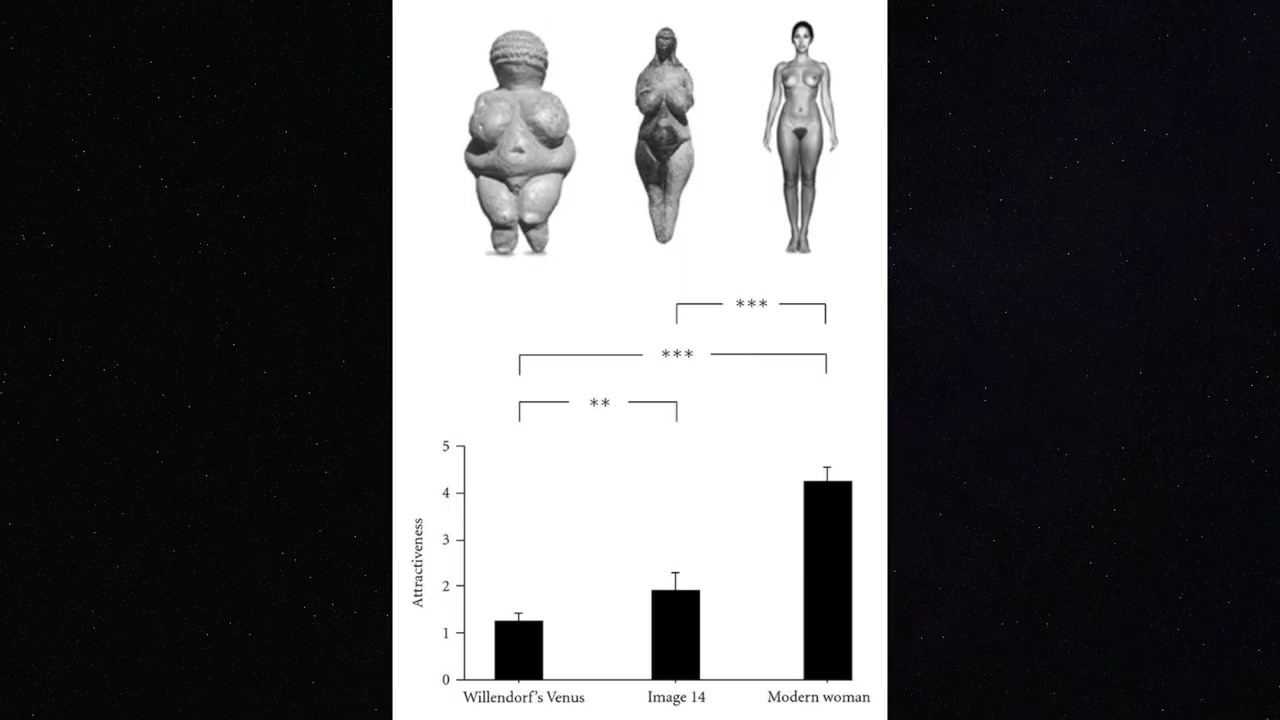 ***
***
**
5
4
3
2
1
0
Attractiveness
Willendorf’s Venus
Image 14
Modern woman